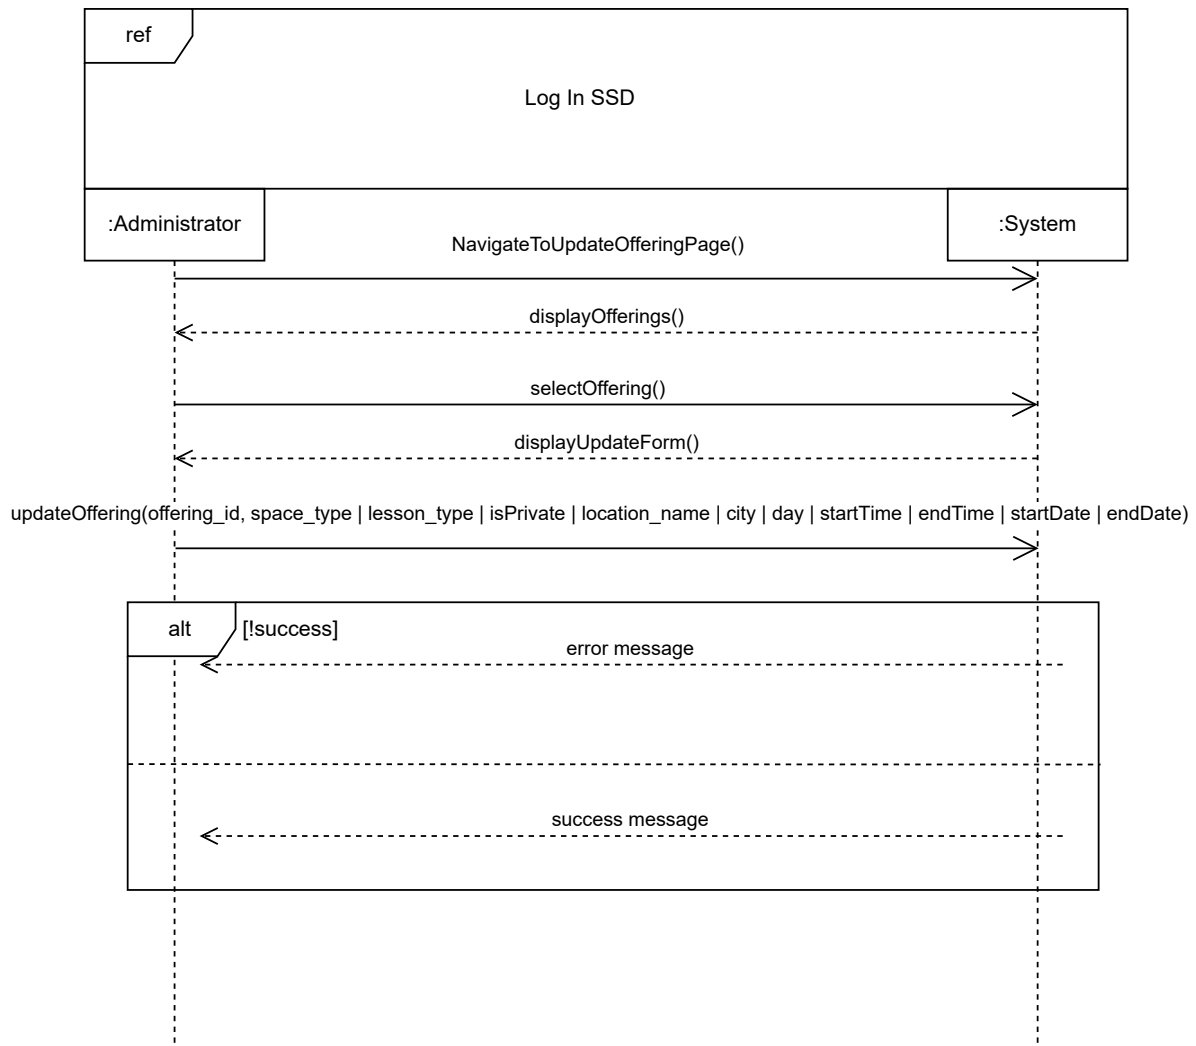 ref
Log In SSD
:Administrator
:System
NavigateToUpdateOfferingPage()
displayOfferings()
selectOffering()
displayUpdateForm()
updateOffering(offering_id, space_type | lesson_type | isPrivate | location_name | city | day | startTime | endTime | startDate | endDate)
alt
[!success]
error message
success message